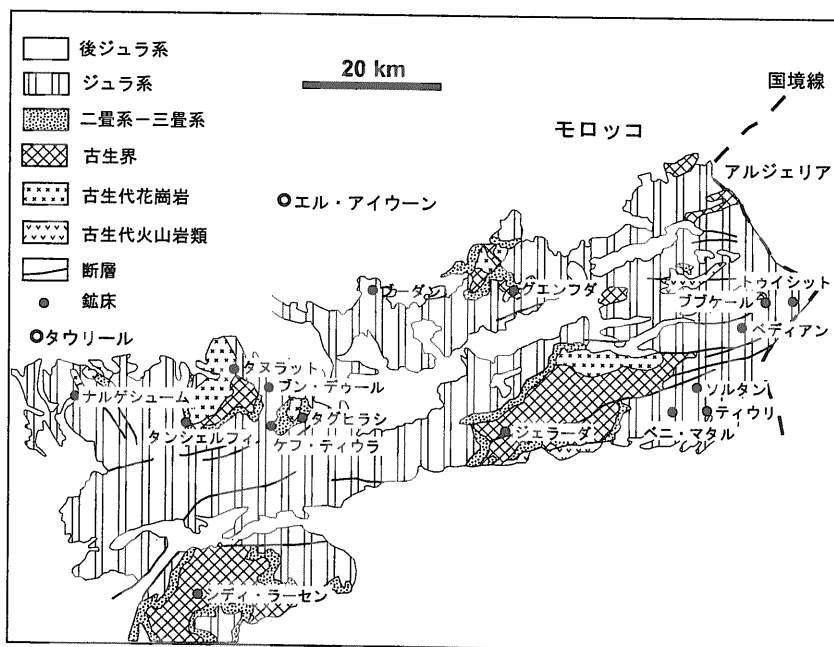 後ジュラ系
ジュラ系
二畳系ー三畳系
古生界
古生代花崗岩
古生代火山岩類
断層
鉱床
20 km
国境線
モロッコ
アルジェリア
エル・アイウーン
タウリール
ブーダン
グエンフダ
トゥイシット
ブブケール
ベディアン
タヌラット
ブン・デゥール
ナルゲシューム
タグヒラシ
タンシェルフィ
ケフ・ティウラ
ソルタン
ティウリ
ジェラーダ
ベニ・マタル
シディ・ラーセン